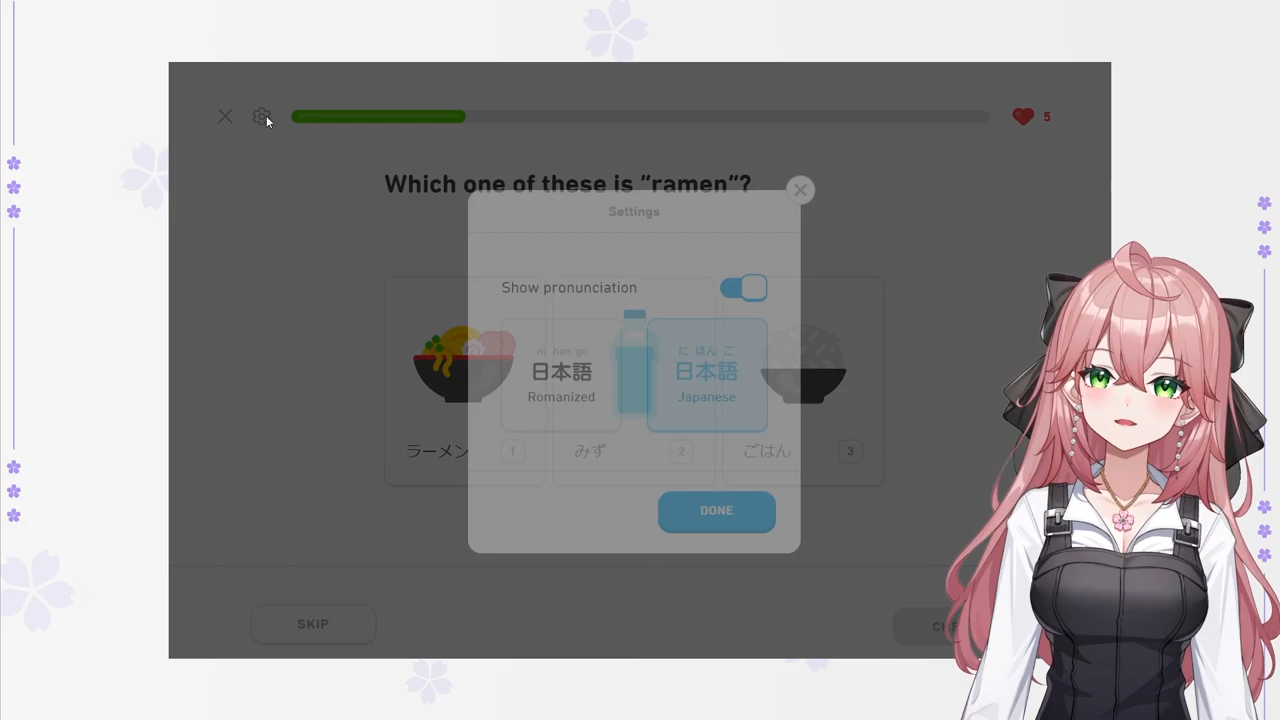 5
Which one of these is “ramen”?
Settings
Show pronunciation
ni hon go
日本語
Romanized
に ほん ご
日本語
Japanese
ラーメン 1
みず 2
ごはん 3
DONE
SKIP